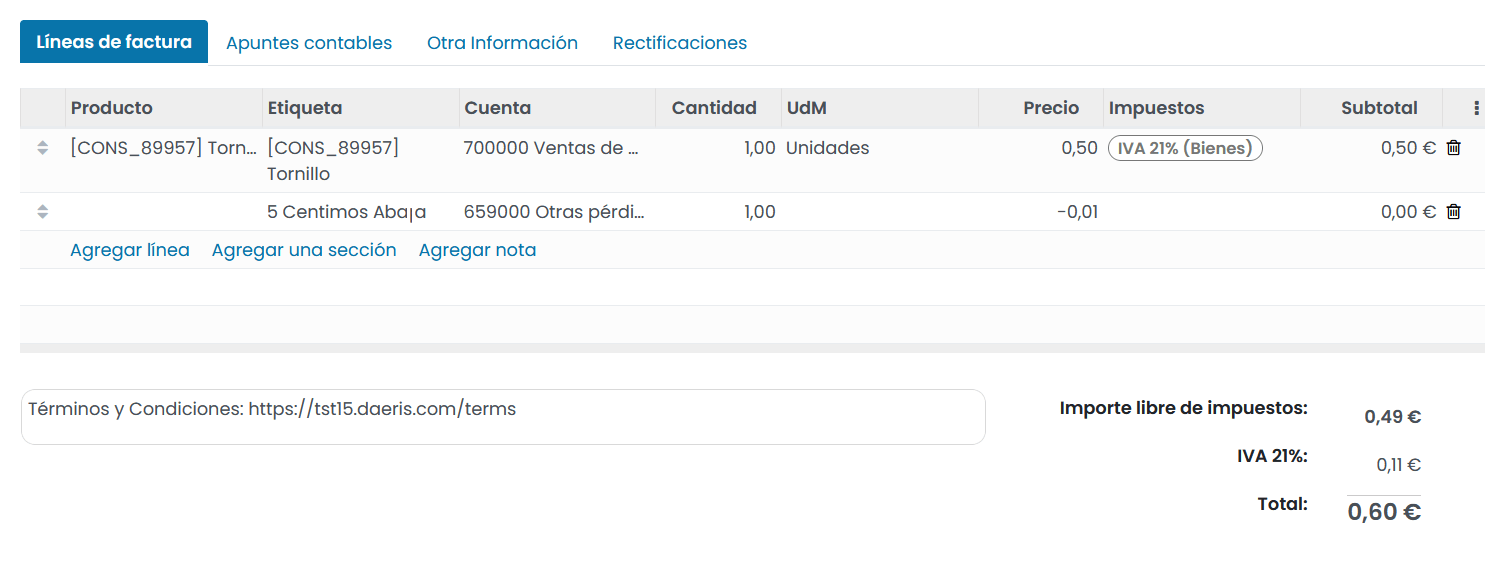 Líneas de factura Apuntes contables Otra Información Rectificaciones
Producto Etiqueta Cuenta Cantidad UdM Precio Impuestos Subtotal
[CONS_89957] Torn... [CONS_89957] 700000 Ventas de ... 1,00 Unidades 0,50 IVA 21% (Bienes) 0,50 €
Tornillo
5 Centimos Abaja 659000 Otras pérdi... 1,00 -0,01 0,00 €
Agregar línea Agregar una sección Agregar nota
Términos y Condiciones: https://tst15.daeris.com/terms
Importe libre de impuestos: 0,49 €
IVA 21%: 0,11 €
Total: 0,60 €